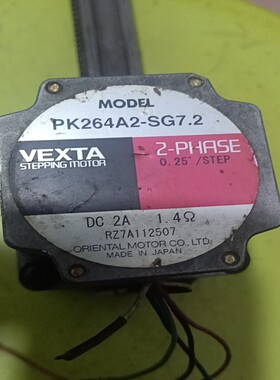 MODEL
PK264A2-SG7.2
VEXTA
STEPPING MOTOR
2-PHASE
0.25°/STEP
DC 2A 1.4Ω
RZ7A112507
ORIENTAL MOTOR CO., LTD.
MADE IN JAPAN